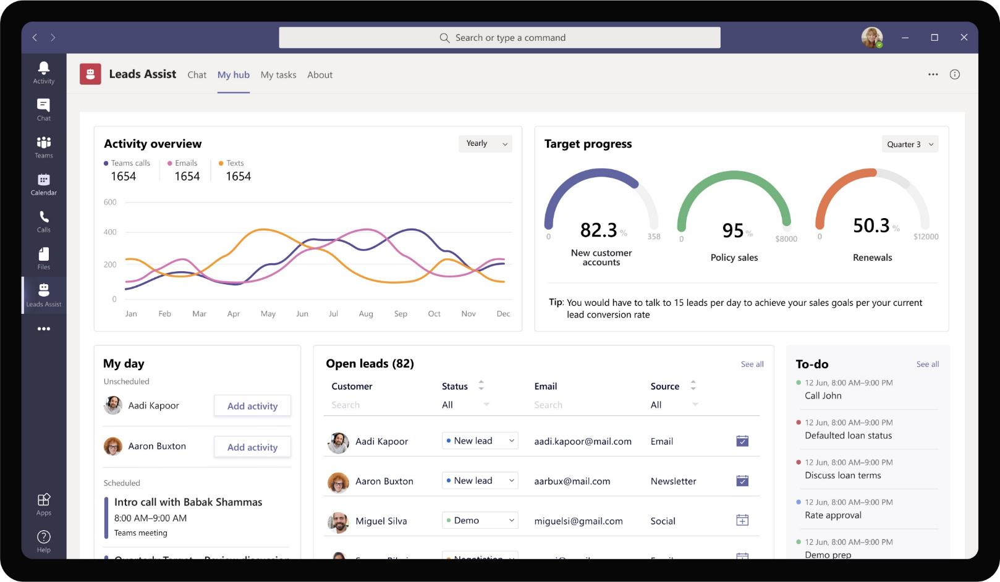 Search or type a command
Activity
Chat
Teams
Calendar
Calls
Files
Leads Assist
Apps
Help
Leads Assist
Chat
My hub
My tasks
About
Activity overview
Yearly
Teams calls
1654
Emails
1654
Texts
1654
600
400
200
0
Jan Feb Mar Apr May Jun Jul Aug Sep Oct Nov Dec
Target progress
Quarter 3
82.3 %
0 358
New customer
accounts
95 %
0 $8000
Policy sales
50.3 %
0 $12000
Renewals
Tip: You would have to talk to 15 leads per day to achieve your sales goals per your current
lead conversion rate
My day
Unscheduled
Aadi Kapoor Add activity
Aaron Buxton Add activity
Scheduled
Intro call with Babak Shammas
8:00 AM–9:00 AM
Teams meeting
Open leads (82) See all
Customer Status Email Source
Search All Search All
Aadi Kapoor New lead aadi.kapoor@mail.com Email
Aaron Buxton New lead aarbux@mail.com Newsletter
Miguel Silva Demo miguelsi@gmail.com Social
Negotiation
To-do See all
12 Jun, 8:00 AM–9:00 PM
Call John
12 Jun, 8:00 AM–9:00 PM
Defaulted loan status
12 Jun, 8:00 AM–9:00 PM
Discuss loan terms
12 Jun, 8:00 AM–9:00 PM
Rate approval
12 Jun, 8:00 AM–9:00 PM
Demo prep